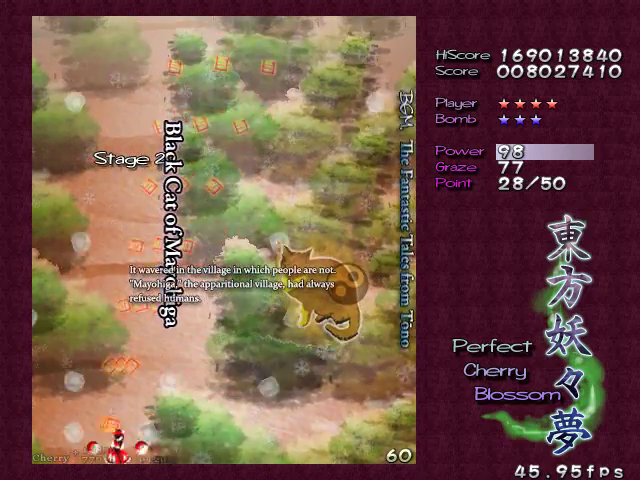 HiScore 169013840
Score 008027410
Player
Bomb
Power 98
Graze 77
Point 28/50
Stage 2
Black Cat of Mayohiga
It wavered in the village in which people are not.
"Mayohiga," the apparitional village, had always
refused humans.
BGM. The Fantastic Tales from Tono
東方妖々夢
Perfect
Cherry
Blossom
Cherry
60
45.95fps